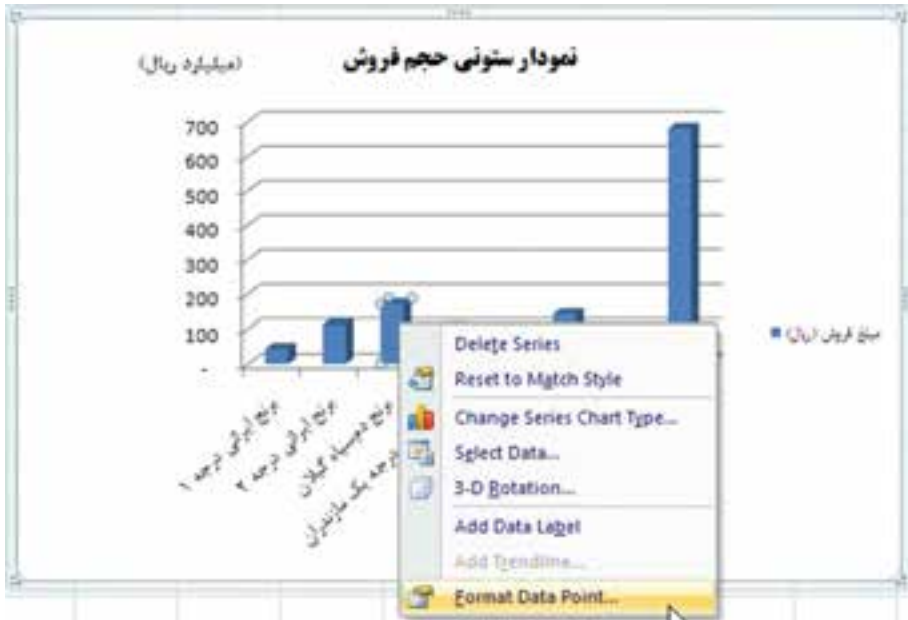 نمودار ستونی حجم فروش
(میلیارد ریال)
700
600
500
400
300
200
100
-
برنج ایرانی درجه ۱
برنج ایرانی درجه ۲
برنج دمسیاه گیلان
درجه یک مازندران
مبلغ فروش (ریال)
Delete Series
Reset to Match Style
Change Series Chart Type...
Select Data...
3-D Rotation...
Add Data Label
Add Trendline...
Format Data Point...